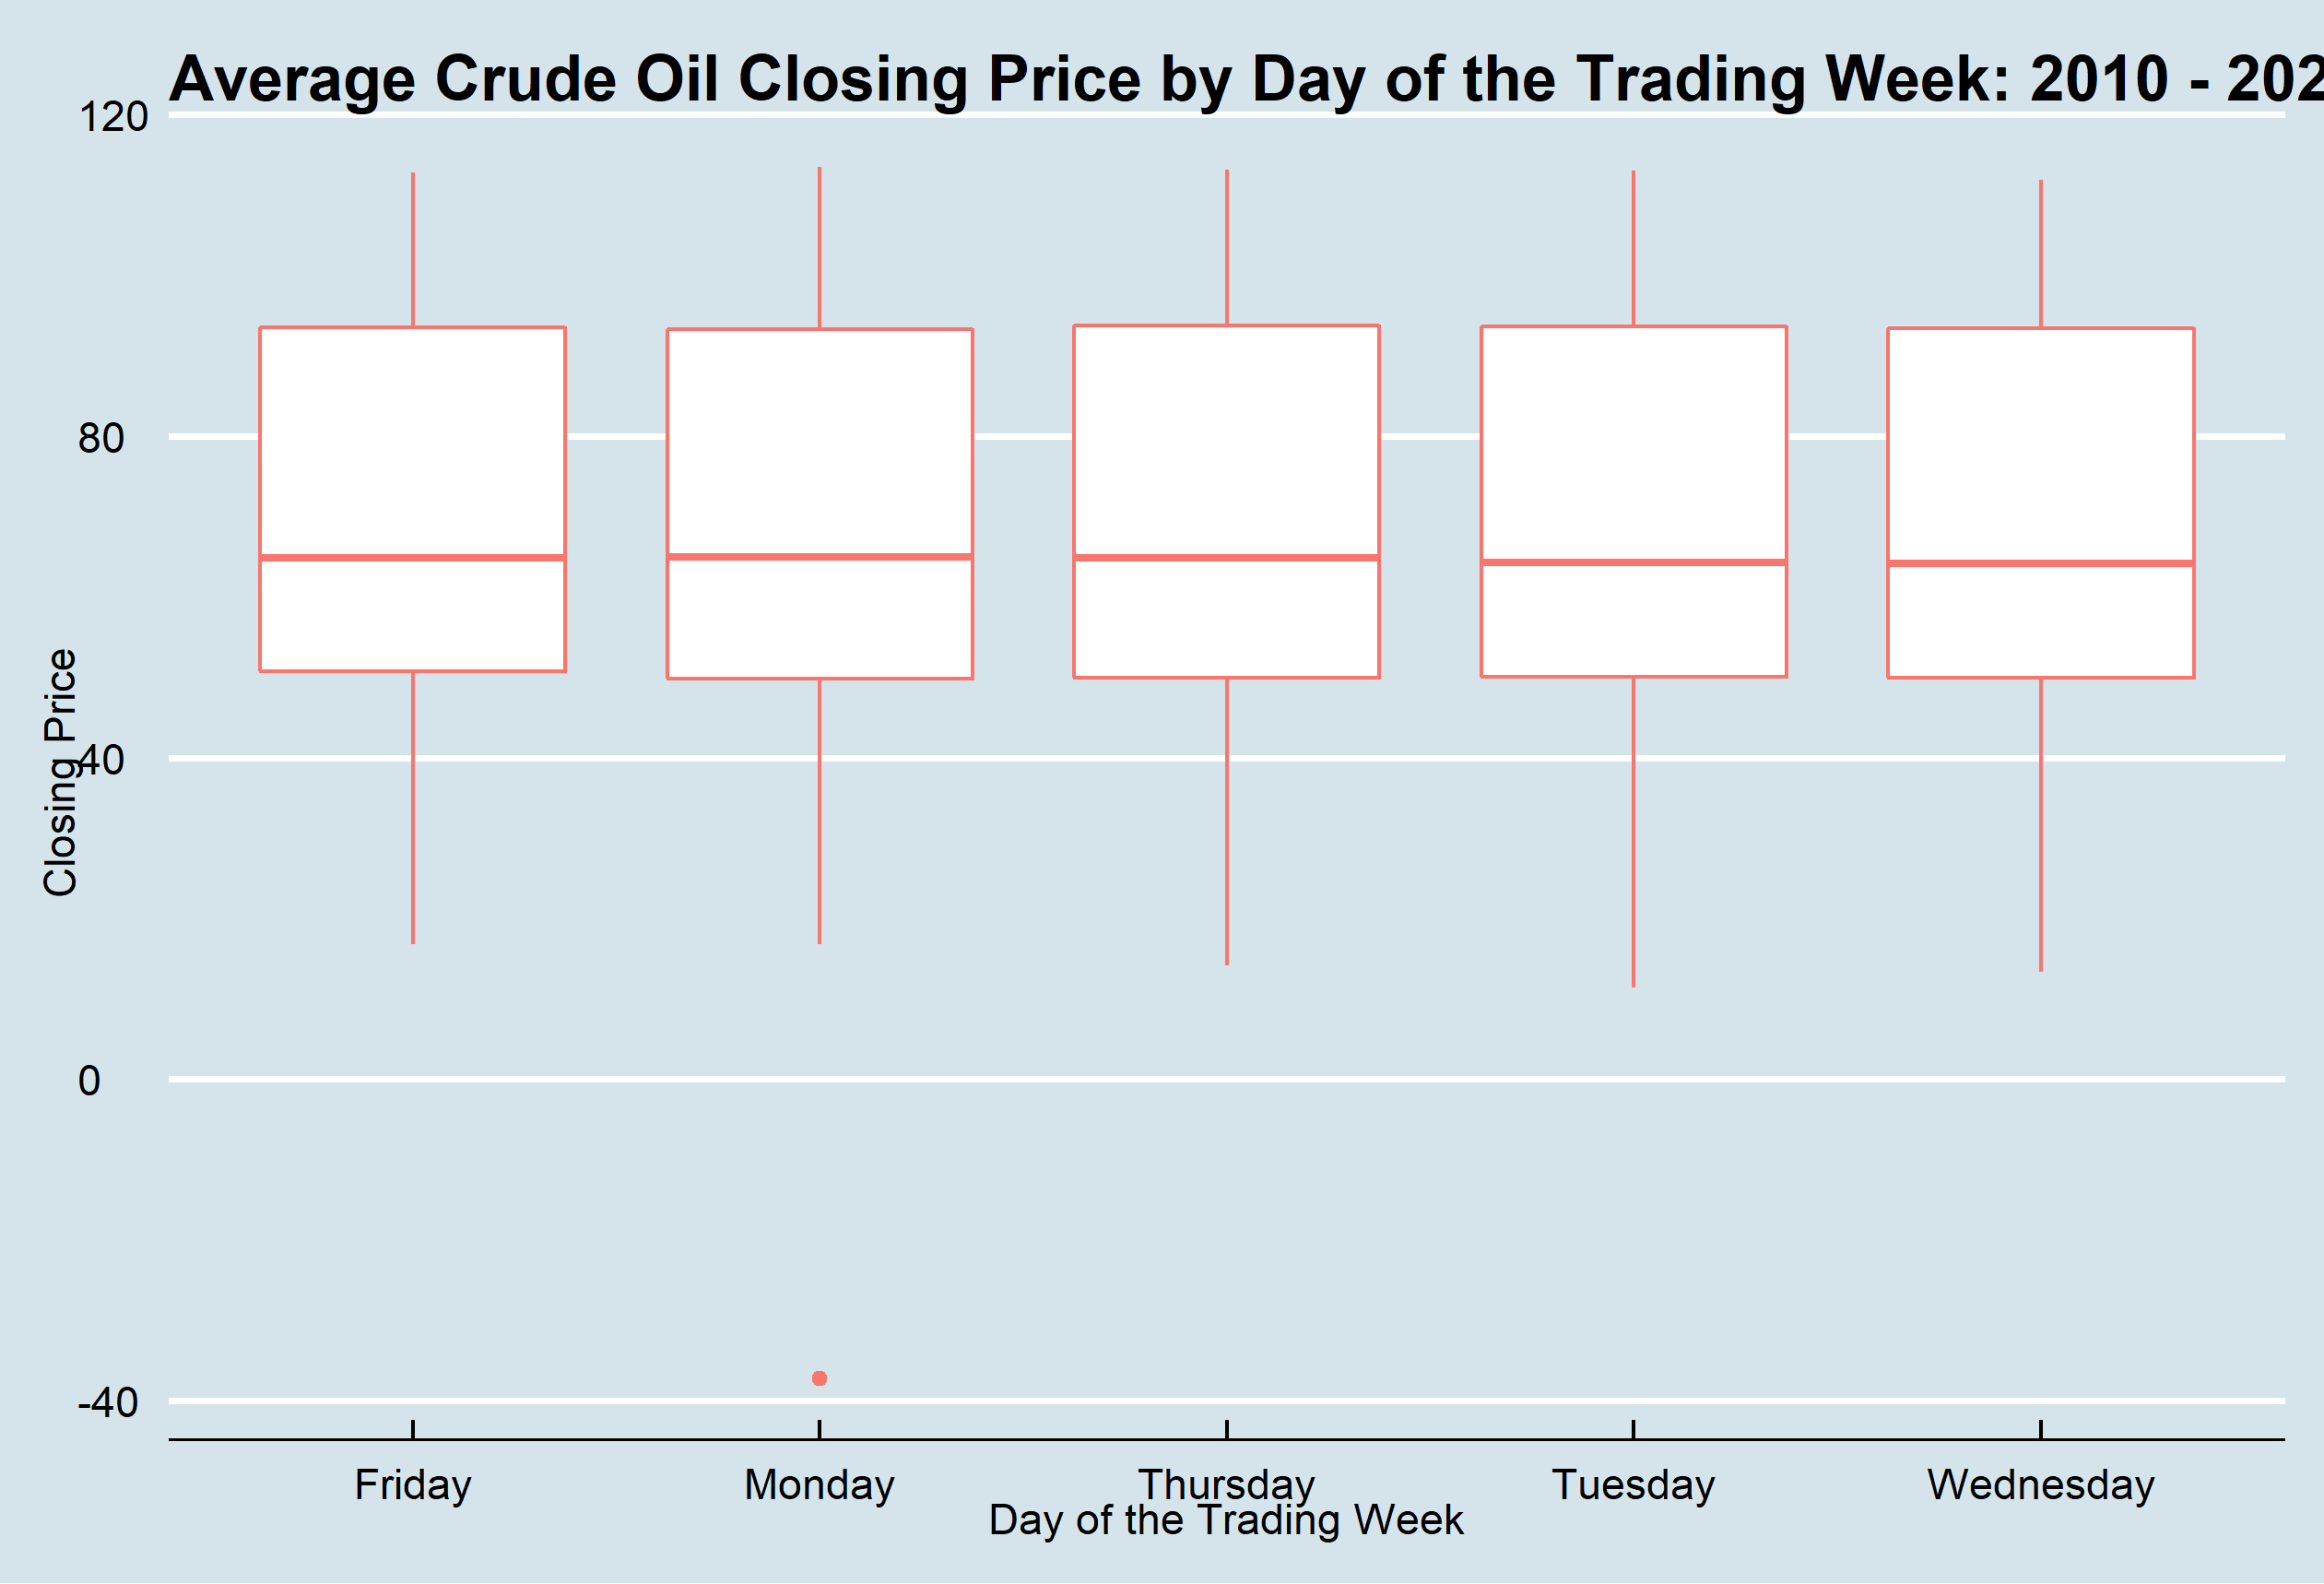 Average Crude Oil Closing Price by Day of the Trading Week: 2010 - 202
120
80
40
0
-40
Closing Price
Friday Monday Thursday Tuesday Wednesday
Day of the Trading Week